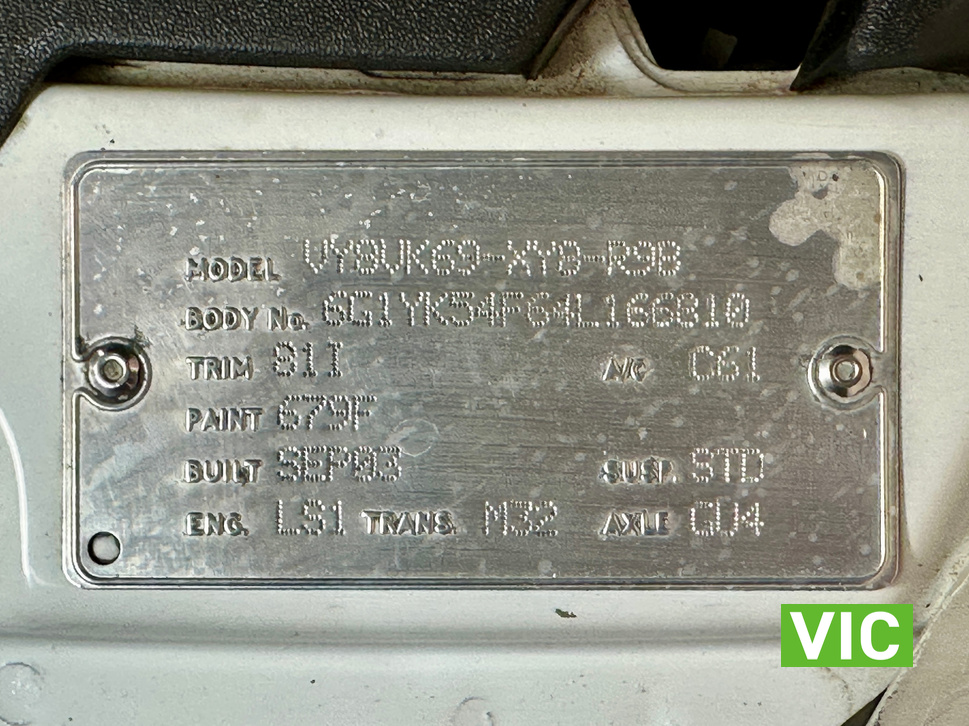 MODEL VY8VK69-XY8-R9B
BODY No. 6G1YK54F64L166810
TRIM 81I A/C C61
PAINT 679F
BUILT SEP03 SUSP. STD
ENG. LS1 TRANS. M32 AXLE GU4
VIC